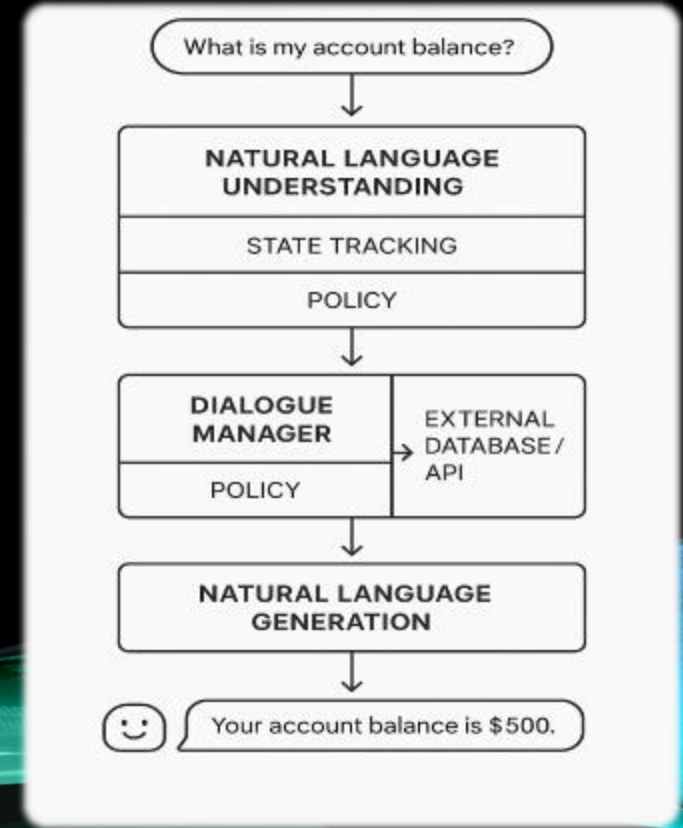 What is my account balance?
NATURAL LANGUAGE
UNDERSTANDING
STATE TRACKING
POLICY
DIALOGUE
MANAGER
POLICY
EXTERNAL
DATABASE/
API
NATURAL LANGUAGE
GENERATION
Your account balance is $500.